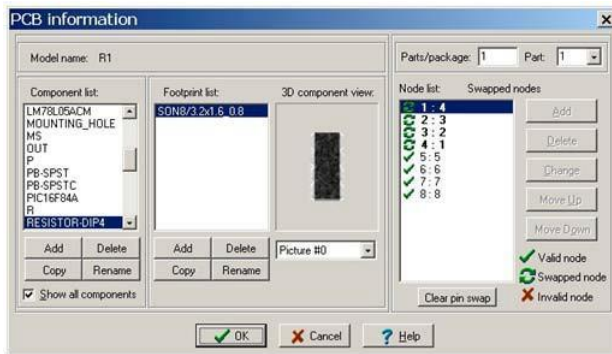 PCB information
Model name: R1
Parts/package: 1 Part: 1
Component list:
LM78L05ACM
MOUNTING_HOLE
MS
OUT
P
PB-SPST
PB-SPSTC
PIC16F84A
R
RESISTOR-DIP4
Add Delete
Copy Rename
Show all components
Footprint list:
SON8/3.2x1.6_0.8
Add Delete
Copy Rename
3D component view:
Picture #0
Node list: Swapped nodes
1 : 4
2 : 3
3 : 2
4 : 1
5 : 5
6 : 6
7 : 7
8 : 8
Clear pin swap
Add
Delete
Change
Move Up
Move Down
Valid node
Swapped node
Invalid node
OK Cancel Help